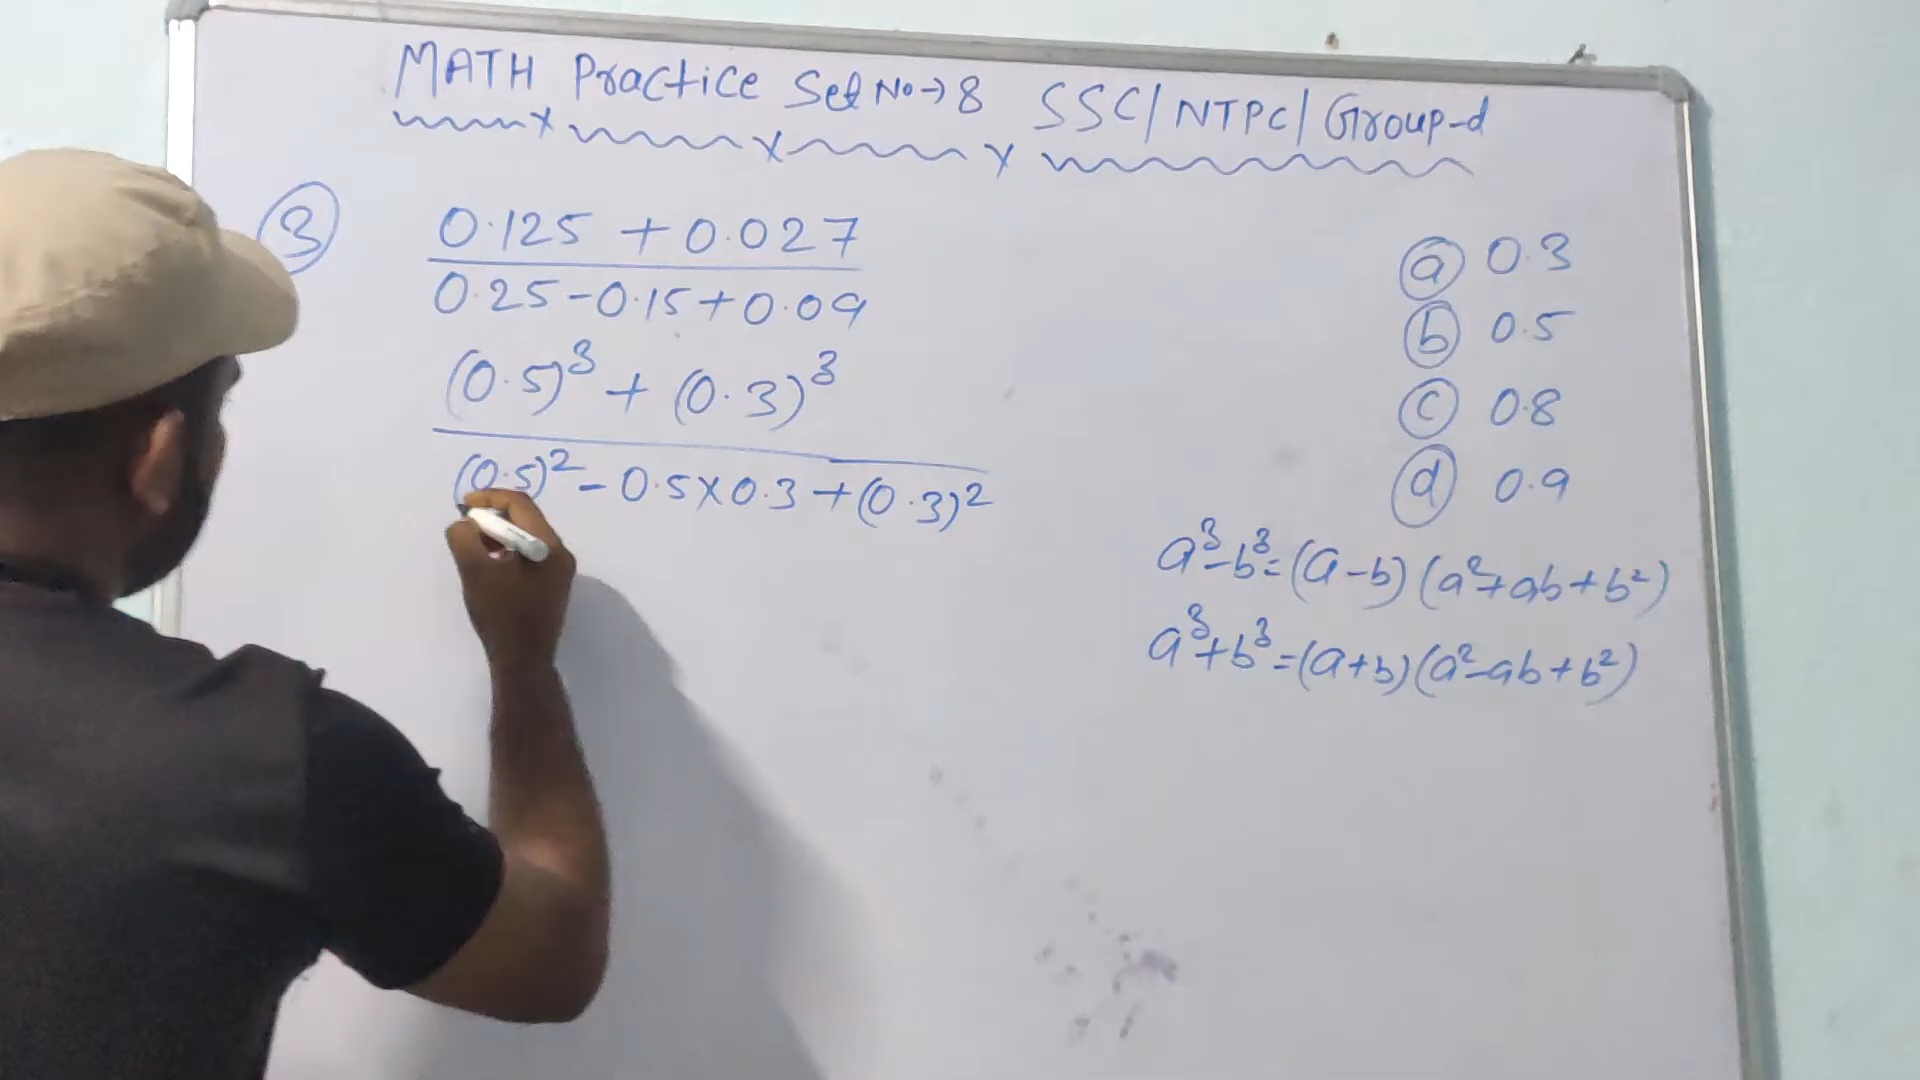 MATH Practice Set No→8 SSC/NTPC/Group-d
3
0.125 + 0.027
0.25-0.15+0.09
(0.5)³ + (0.3)³
(0.5)² - 0.5×0.3 + (0.3)²
a 0.3
b 0.5
c 0.8
d 0.9
a³-b³=(a-b)(a²+ab+b²)
a³+b³=(a+b)(a²-ab+b²)